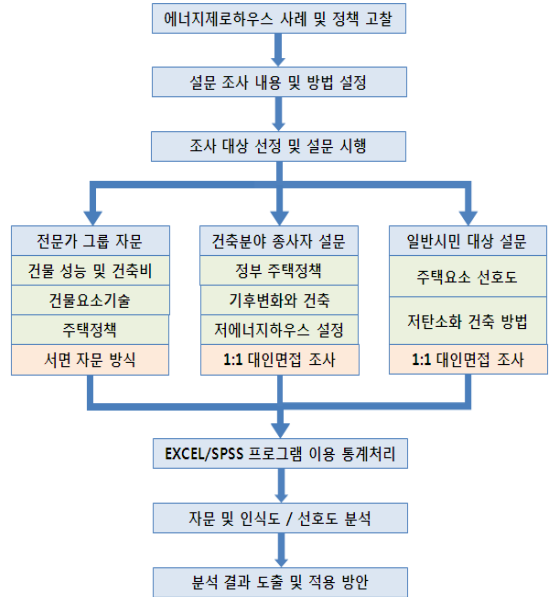 에너지제로하우스 사례 및 정책 고찰
설문 조사 내용 및 방법 설정
조사 대상 선정 및 설문 시행
전문가 그룹 자문
건물 성능 및 건축비
건물요소기술
주택정책
서면 자문 방식
건축분야 종사자 설문
정부 주택정책
기후변화와 건축
저에너지하우스 설정
1:1 대인면접 조사
일반시민 대상 설문
주택요소 선호도
저탄소화 건축 방법
1:1 대인면접 조사
EXCEL/SPSS 프로그램 이용 통계처리
자문 및 인식도 / 선호도 분석
분석 결과 도출 및 적용 방안